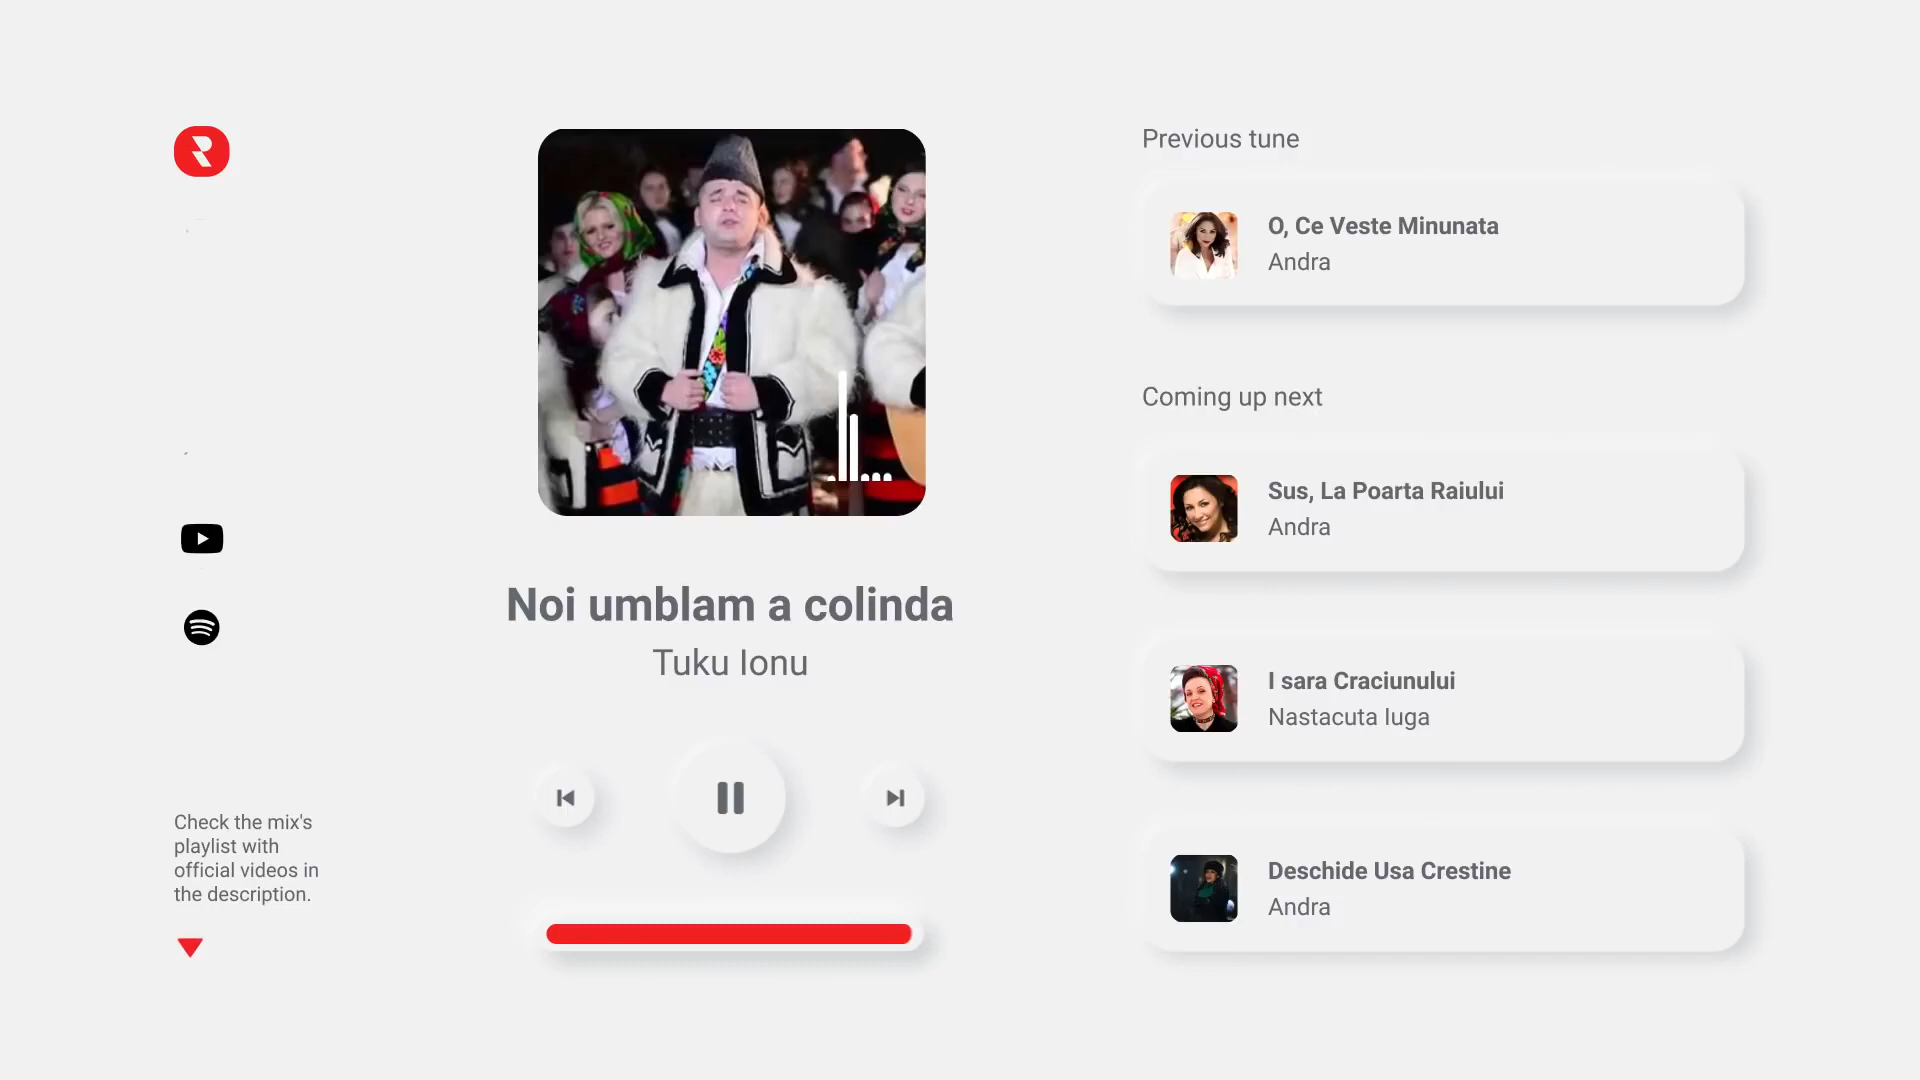 Previous tune
O, Ce Veste Minunata
Andra
Coming up next
Sus, La Poarta Raiului
Andra
I sara Craciunului
Nastacuta Iuga
Deschide Usa Crestine
Andra
Noi umblam a colinda
Tuku Ionu
Check the mix's
playlist with
official videos in
the description.